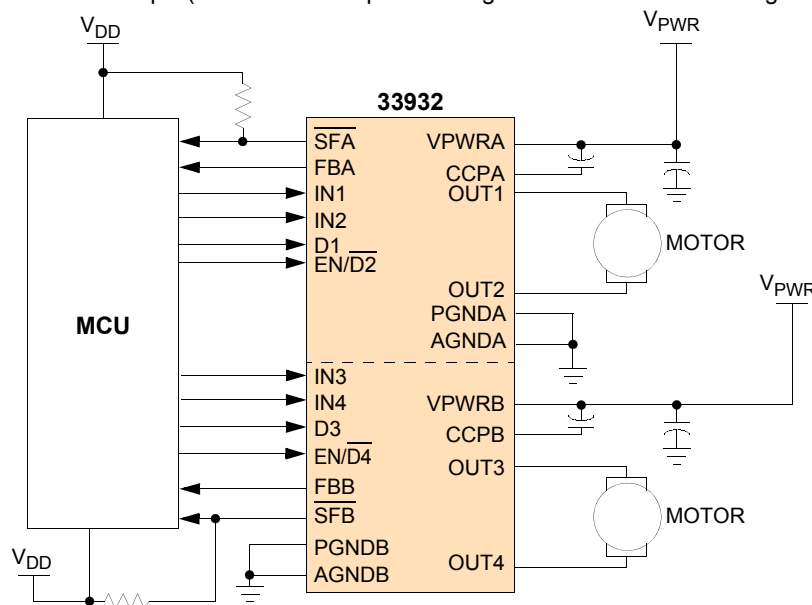 V_DD
V_PWR
33932
SFA
FBA
IN1
IN2
D1
EN/D2
VPWRA
CCPA
OUT1
MOTOR
OUT2
PGNDA
AGNDA
V_PWR
MCU
IN3
IN4
D3
EN/D4
FBB
SFB
PGNDB
AGNDB
VPWRB
CCPB
OUT3
MOTOR
OUT4
V_DD